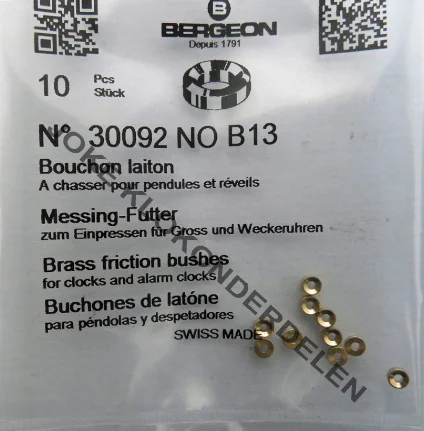 B
BERGEON
Depuis 1791
10 Pcs
Stück
Nº 30092 NO B13
Bouchon laiton
A chasser pour pendules et réveils
Messing-Futter
zum Einpressen für Gross und Weckeruhren
Brass friction bushes
for clocks and alarm clocks
Buchones de latóne
para péndolas y despetadores
SWISS MADE
KLOKONDERDELEN